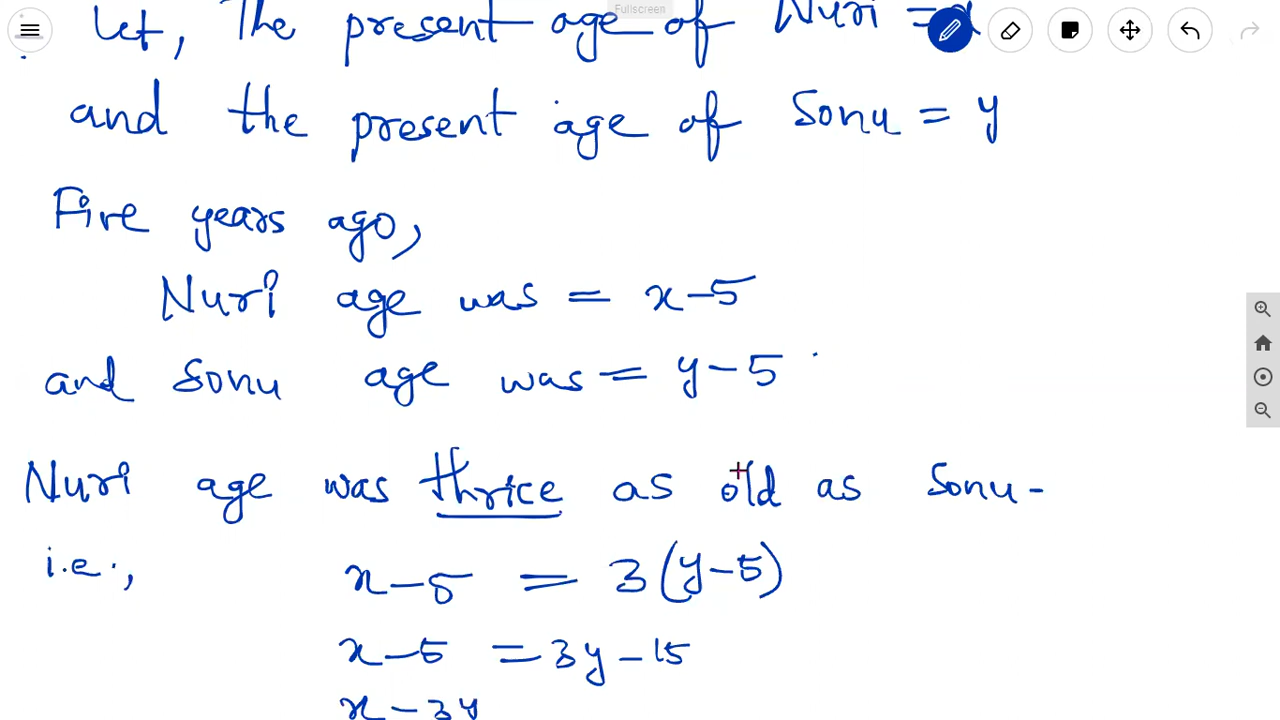 Fullscreen
Let, The present age of Nuri = x
and the present age of Sonu = y
Five years ago,
Nuri age was = x-5
and Sonu age was = y-5
Nuri age was thrice as old as Sonu-
i.e.,
x-5 = 3(y-5)
x-5 = 3y-15
x-3y